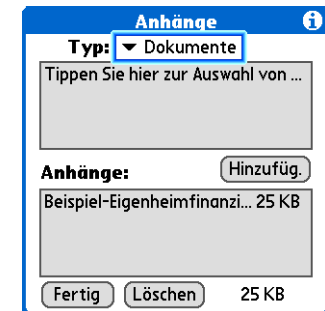 Anhänge
Typ: Dokumente
Tippen Sie hier zur Auswahl von ...
Anhänge: Hinzufüg.
Beispiel-Eigenheimfinanzi... 25 KB
Fertig Löschen 25 KB